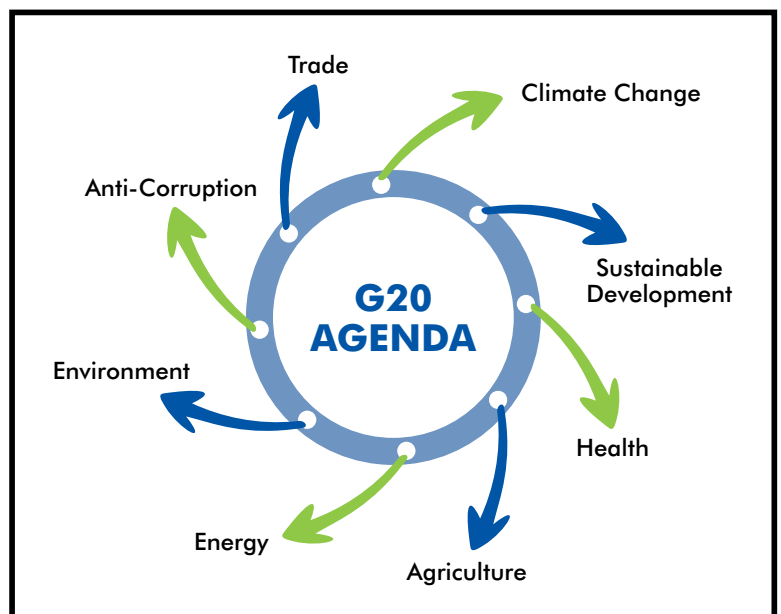 Trade
Climate Change
Anti-Corruption
Sustainable
Development
G20
AGENDA
Environment
Health
Energy
Agriculture